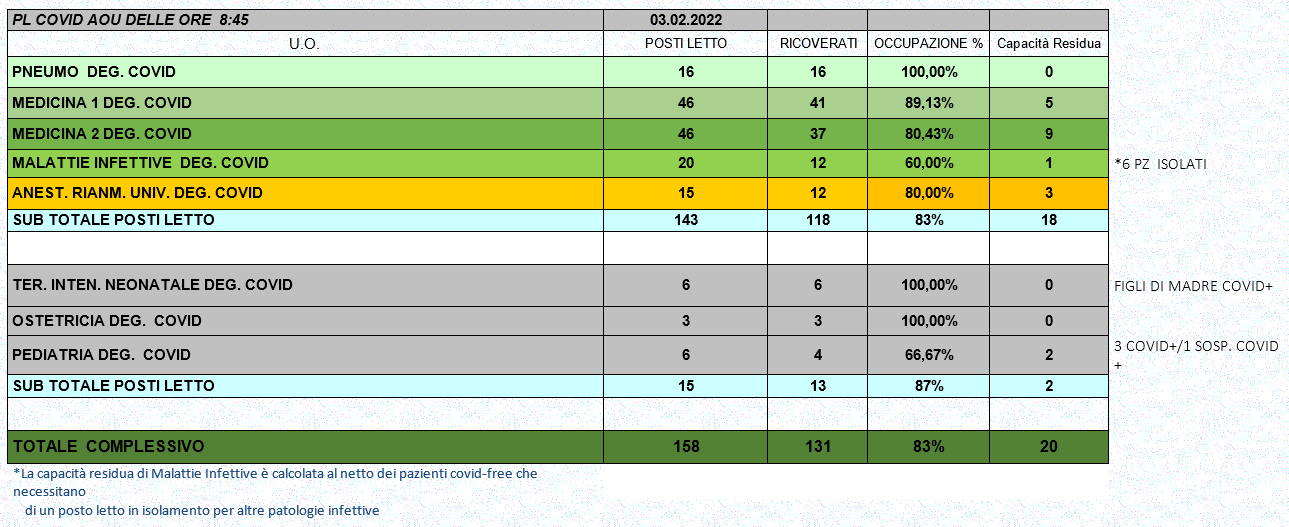 PL COVID AOU DELLE ORE 8:45 03.02.2022
U.O. POSTI LETTO RICOVERATI OCCUPAZIONE % Capacità Residua
PNEUMO DEG. COVID 16 16 100,00% 0
MEDICINA 1 DEG. COVID 46 41 89,13% 5
MEDICINA 2 DEG. COVID 46 37 80,43% 9
MALATTIE INFETTIVE DEG. COVID 20 12 60,00% 1 *6 PZ ISOLATI
ANEST. RIANM. UNIV. DEG. COVID 15 12 80,00% 3
SUB TOTALE POSTI LETTO 143 118 83% 18
TER. INTEN. NEONATALE DEG. COVID 6 6 100,00% 0 FIGLI DI MADRE COVID+
OSTETRICIA DEG. COVID 3 3 100,00% 0
PEDIATRIA DEG. COVID 6 4 66,67% 2 3 COVID+/1 SOSP. COVID
+
SUB TOTALE POSTI LETTO 15 13 87% 2
TOTALE COMPLESSIVO 158 131 83% 20
*La capacità residua di Malattie Infettive è calcolata al netto dei pazienti covid-free che
necessitano
di un posto letto in isolamento per altre patologie infettive